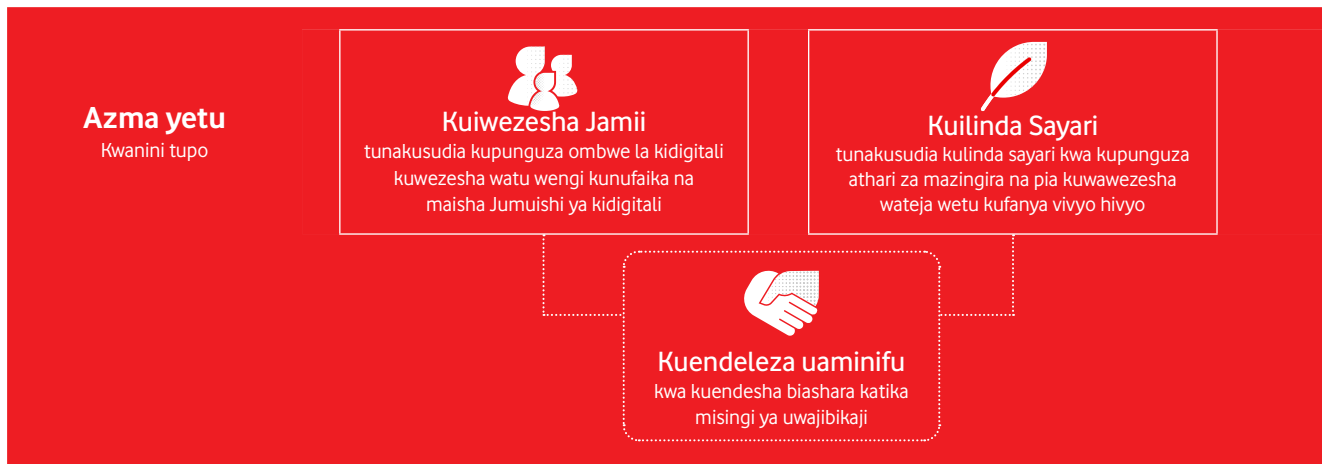 Azma yetu
Kwanini tupo
Kuiwezesha Jamii
tunakusudia kupunguza ombwe la kidigitali
kuwezesha watu wengi kunufaika na
maisha Jumuishi ya kidigitali
Kuilinda Sayari
tunakusudia kulinda sayari kwa kupunguza
athari za mazingira na pia kuwawezesha
wateja wetu kufanya vivyo hivyo
Kuendeleza uaminifu
kwa kuendesha biashara katika
misingi ya uwajibikaji